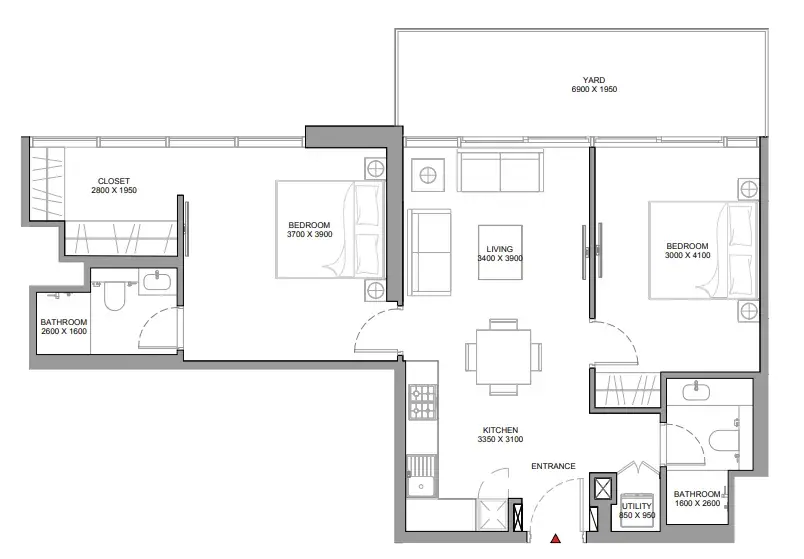 YARD
6900 X 1950
CLOSET
2800 X 1950
BEDROOM
3700 X 3900
LIVING
3400 X 3900
BEDROOM
3000 X 4100
BATHROOM
2600 X 1600
KITCHEN
3350 X 3100
ENTRANCE
UTILITY
850 X 950
BATHROOM
1600 X 2600